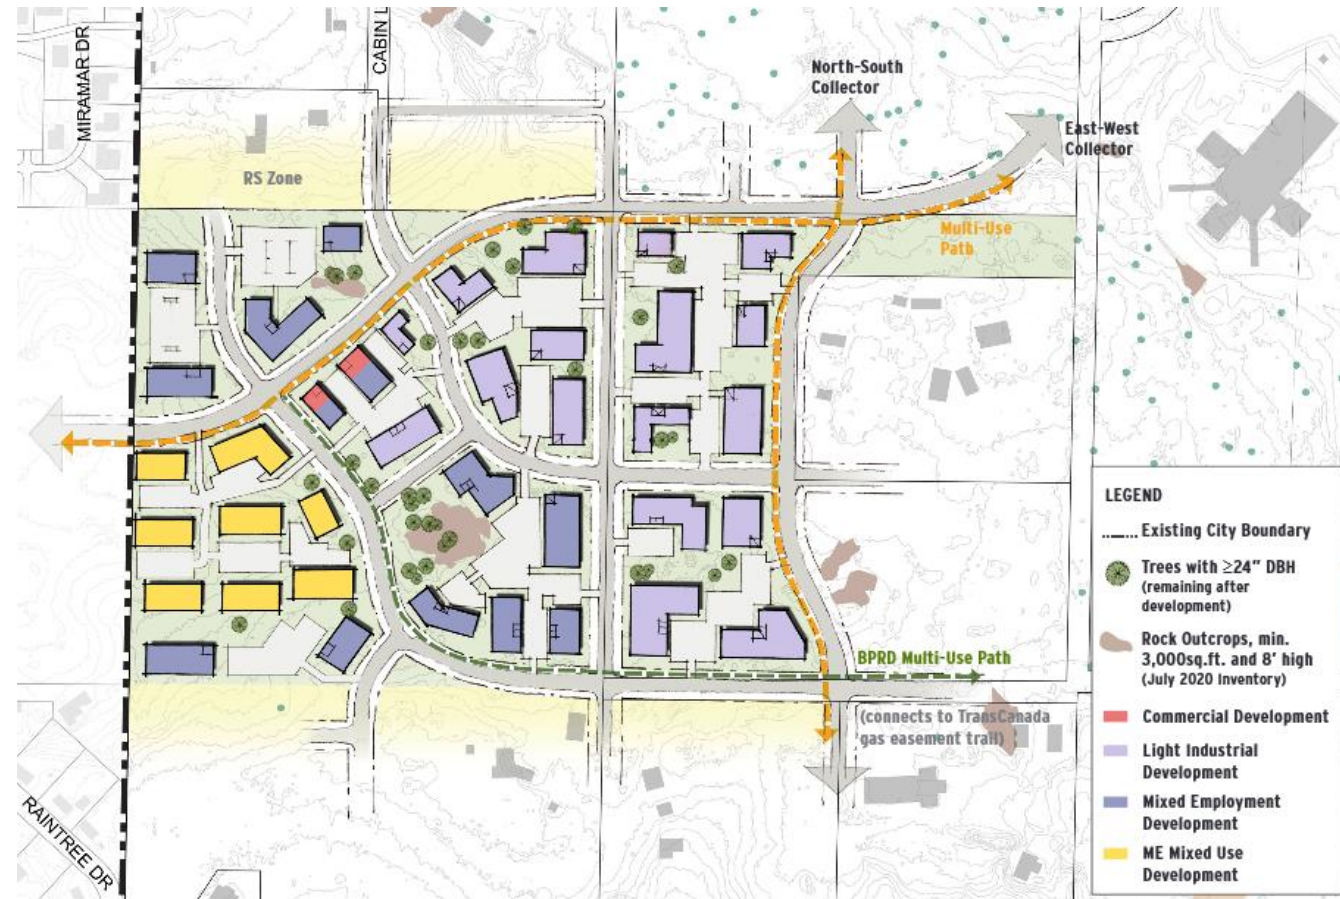 MIRAMAR DR
CABIN L
North-South
Collector
East-West
Collector
RS Zone
Multi-Use
Path
BPRD Multi-Use Path
(connects to TransCanada
gas easement trail)
RAINTREE DR
LEGEND
Existing City Boundary
Trees with ≥24" DBH
(remaining after
development)
Rock Outcrops, min.
3,000sq.ft. and 8' high
(July 2020 Inventory)
Commercial Development
Light Industrial
Development
Mixed Employment
Development
ME Mixed Use
Development